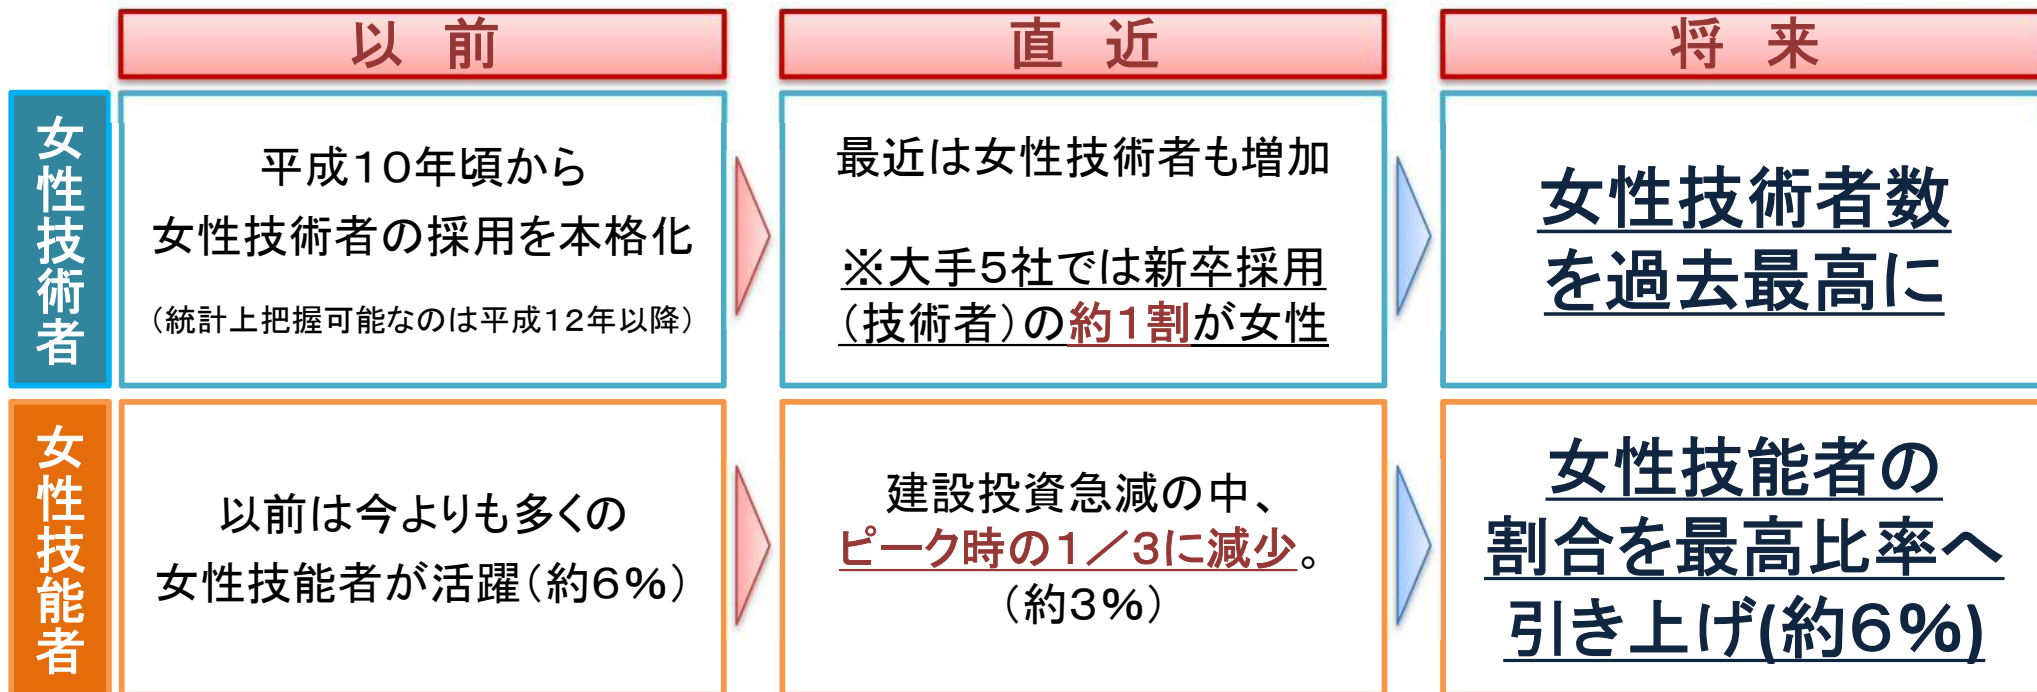 以前
直近
将来
女性技術者
平成10年頃から
女性技術者の採用を本格化
（統計上把握可能なのは平成12年以降）
最近は女性技術者も増加
※大手5社では新卒採用
（技術者）の約1割が女性
女性技術者数
を過去最高に
女性技能者
以前は今よりも多くの
女性技能者が活躍（約6%）
建設投資急減の中、
ピーク時の1／3に減少。
（約3%）
女性技能者の
割合を最高比率へ
引き上げ(約6%)